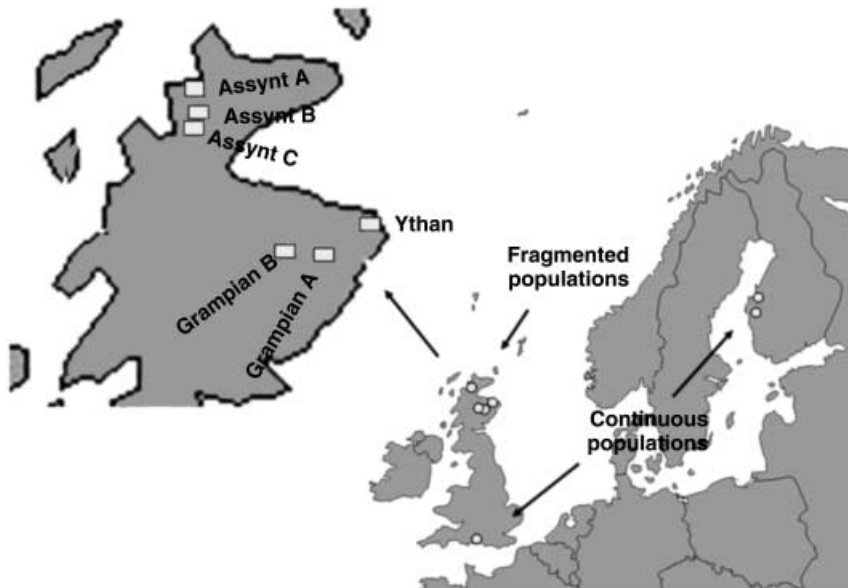 Assynt A
Assynt B
Assynt C
Ythan
Grampian B
Grampian A
Fragmented
populations
Continuous
populations